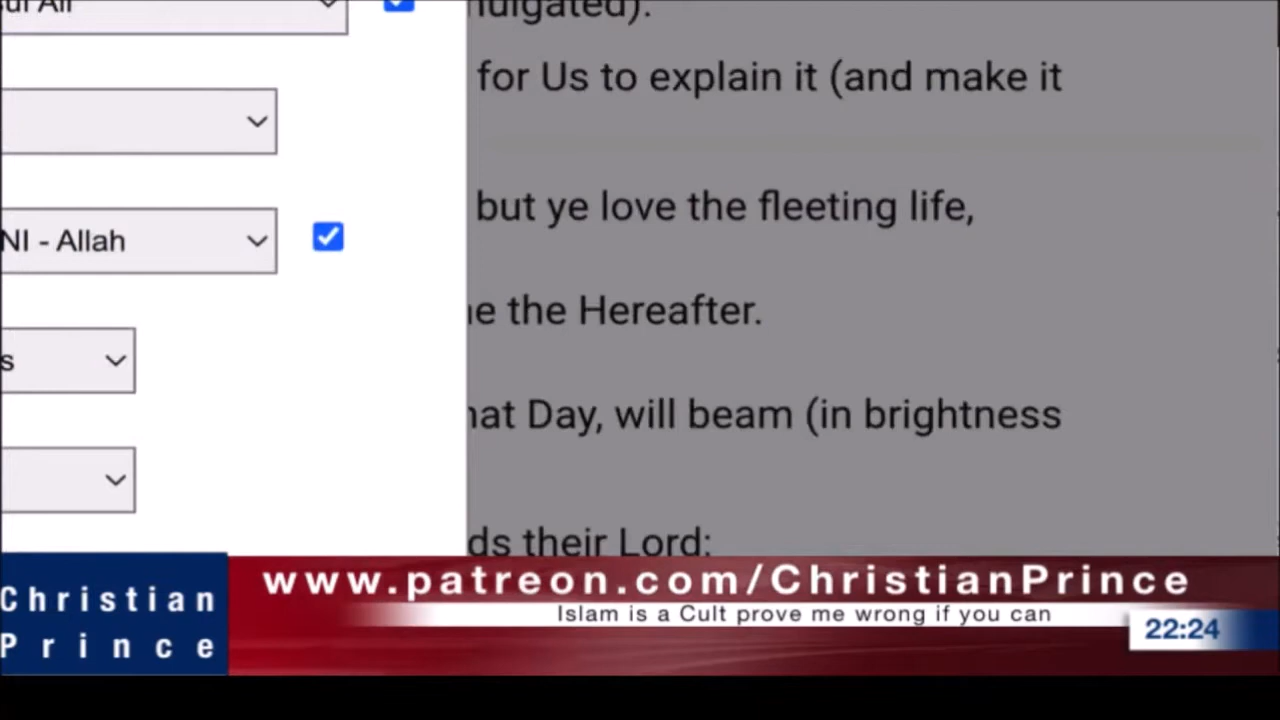 for Us to explain it (and make it
NI - Allah
but ye love the fleeting life,
the Hereafter.
s
Day, will beam (in brightness
their Lord:
Christian
Prince
www.patreon.com/ChristianPrince
Islam is a Cult prove me wrong if you can
22:24